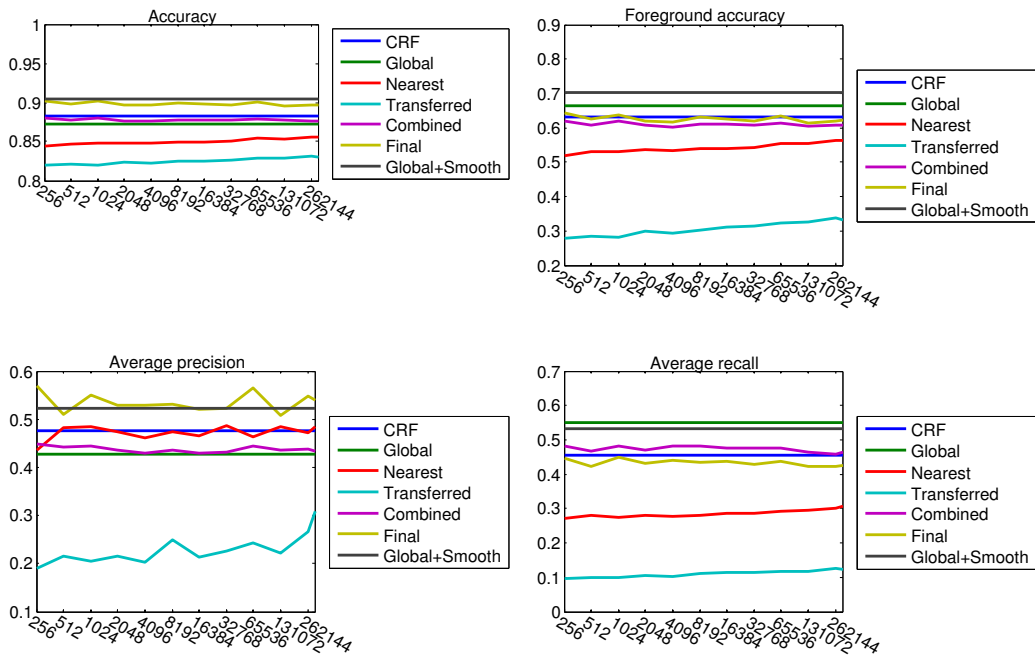 Accuracy
1
0.95
0.9
0.85
0.8
256
512
1024
2048
4096
8192
16384
32768
65536
131072
262144
CRF
Global
Nearest
Transferred
Combined
Final
Global+Smooth
Foreground accuracy
0.9
0.8
0.7
0.6
0.5
0.4
0.3
0.2
256
512
1024
2048
4096
8192
16384
32768
65536
131072
262144
CRF
Global
Nearest
Transferred
Combined
Final
Global+Smooth
Average precision
0.6
0.5
0.4
0.3
0.2
0.1
256
512
1024
2048
4096
8192
16384
32768
65536
131072
262144
CRF
Global
Nearest
Transferred
Combined
Final
Global+Smooth
Average recall
0.7
0.6
0.5
0.4
0.3
0.2
0.1
0
256
512
1024
2048
4096
8192
16384
32768
65536
131072
262144
CRF
Global
Nearest
Transferred
Combined
Final
Global+Smooth